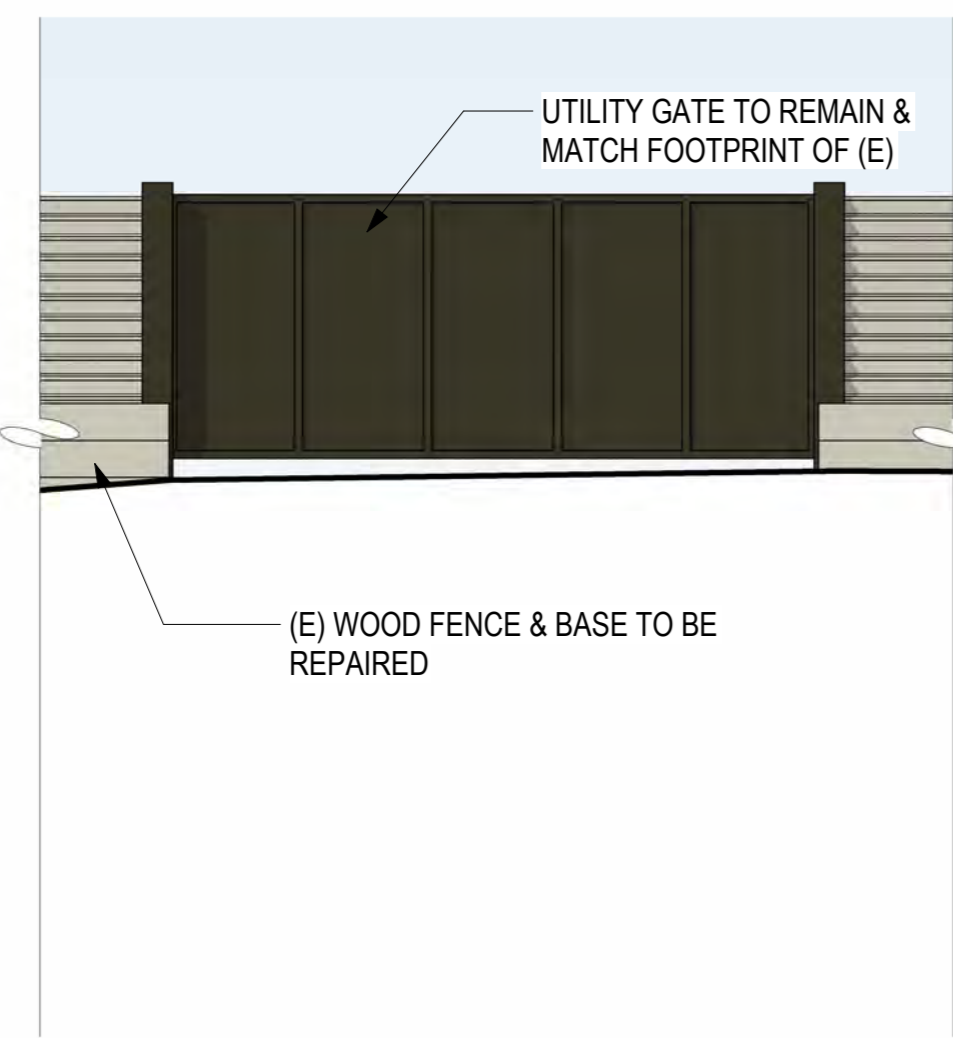 UTILITY GATE TO REMAIN &
MATCH FOOTPRINT OF (E)
(E) WOOD FENCE & BASE TO BE
REPAIRED